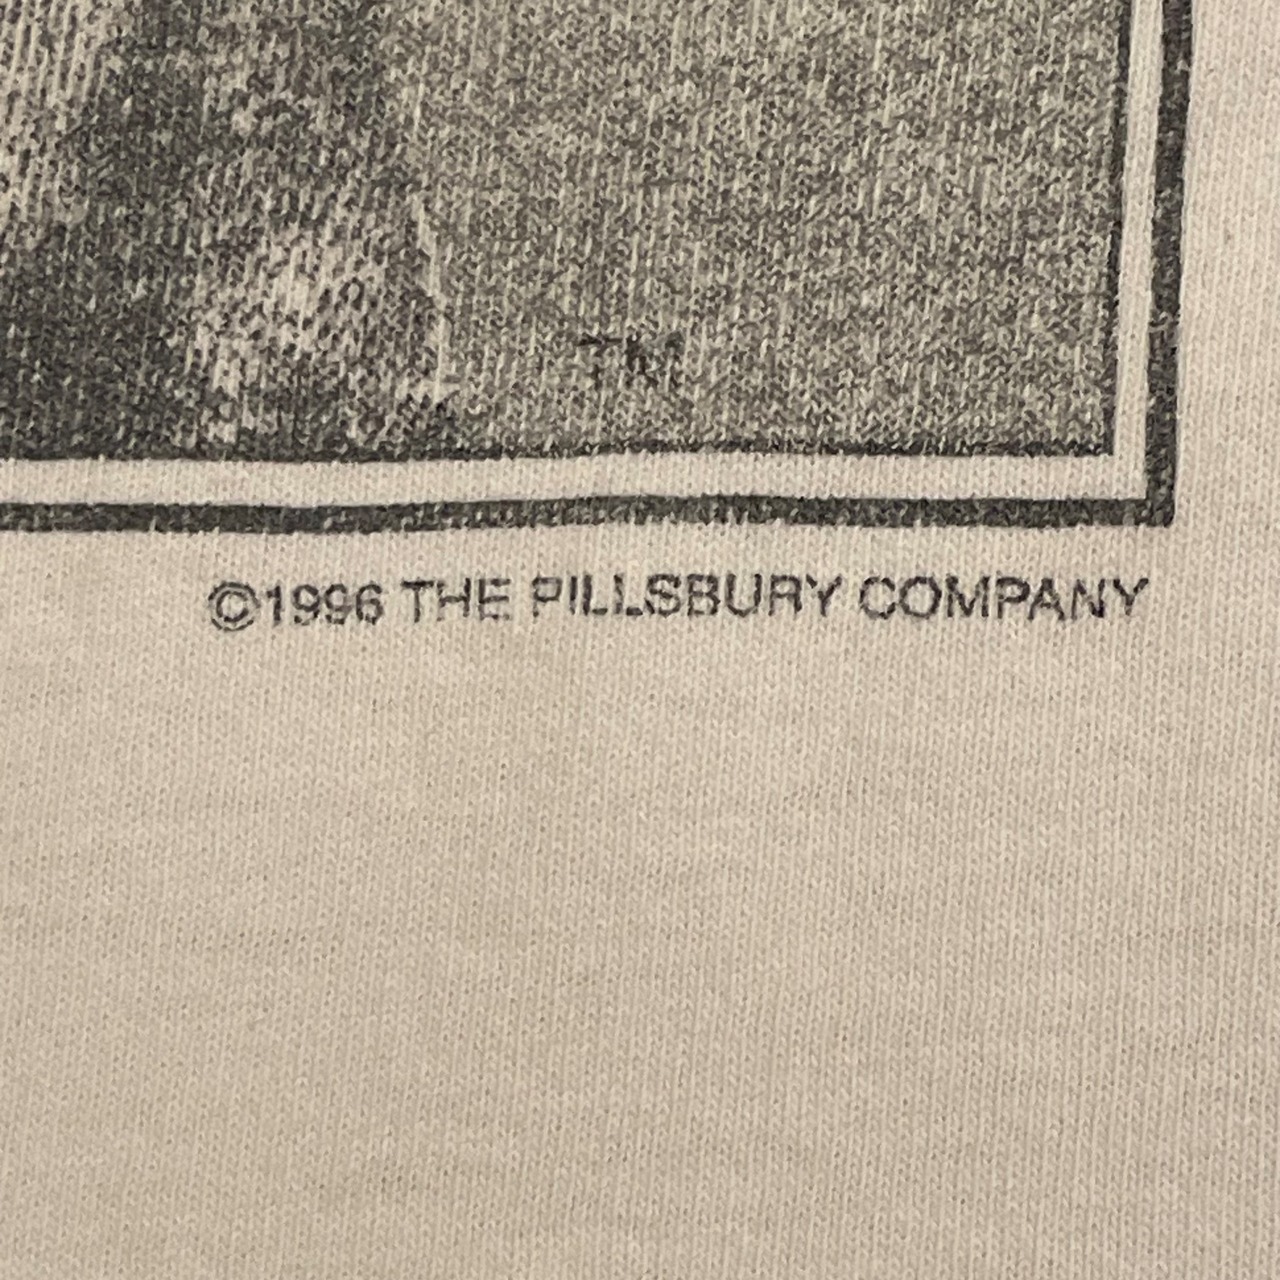 TM
©1996 THE PILLSBURY COMPANY